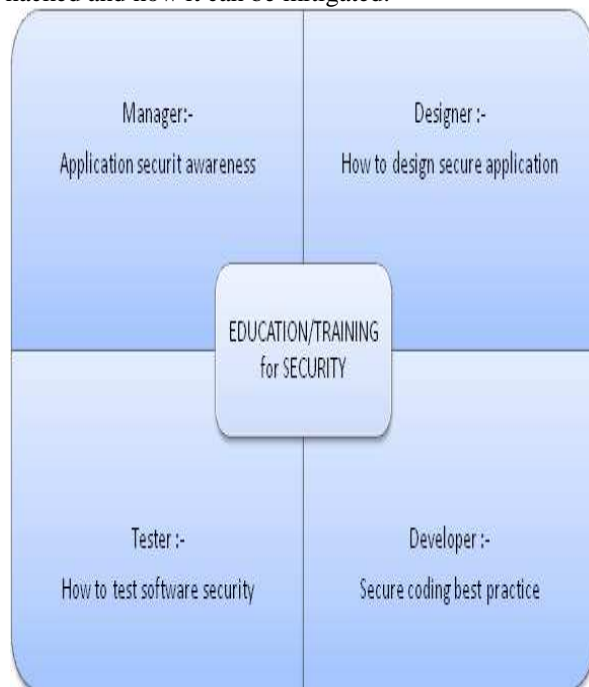 hacked and how it can be mitigated.
Manager:-
Application securit awareness
Designer :-
How to design secure application
EDUCATION/TRAINING
for SECURITY
Tester :-
How to test software security
Developer :-
Secure coding best practice